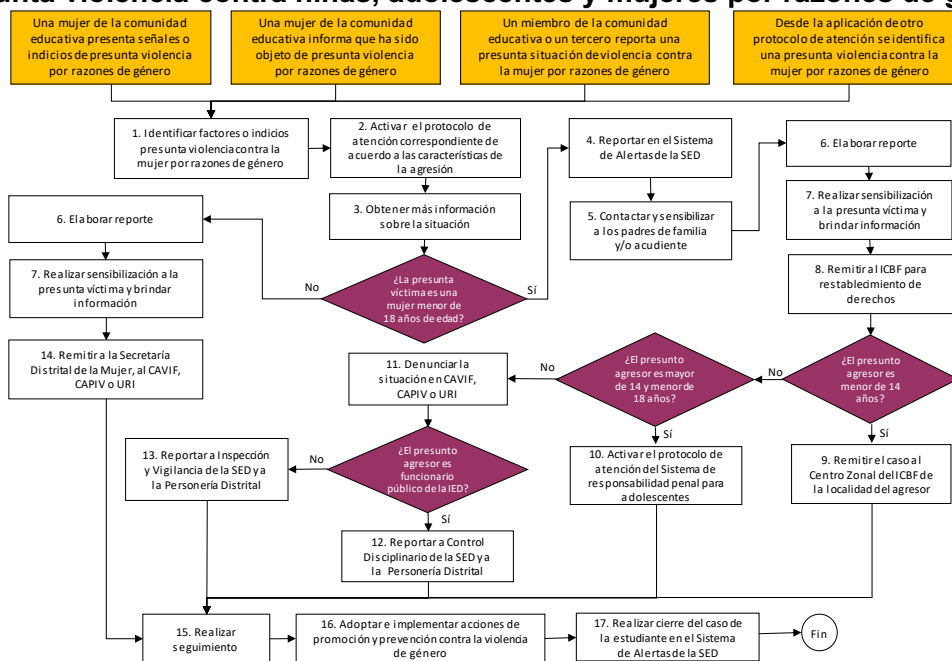 unta violencia contra niñas, adolescentes y mujeres por razones de g
Una mujer de la comunidad
educativa presenta señales o
indicios de presunta violencia
por razones de género
Una mujer de la comunidad
educativa informa que ha sido
objeto de presunta violencia
por razones de género
Un miembro de la comunidad
educativa o un tercero reporta una
presunta situación de violencia contra
la mujer por razones de género
Desde la aplicación de otro
protocolo de atención se identifica
una presunta violencia contra la
mujer por razones de género
1. Identificar factores o indicios
presunta violencia contra la
mujer por razones de género
2. Activar el protocolo de
atención correspondiente de
acuerdo a las características de
la agresión
3. Obtener más información
sobre la situación
4. Reportar en el Sistema
de Alertas de la SED
5. Contactar y sensibilizar
a los padres de familia
y/o acudiente
6. Elaborar reporte
7. Realizar sensibilización
a la presunta víctima y
brindar información
8. Remitir al ICBF para
restablecimiento de
derechos
6. Elaborar reporte
7. Realizar sensibilización a la
presunta víctima y brindar
información
14. Remitir a la Secretaría
Distrital de la Mujer, al CAVIF,
CAPIV o URI
No
¿La presunta
víctima es una
mujer menor de
18 años de edad?
Sí
11. Denunciar la
situación en CAVIF,
CAPIV o URI
No
¿El presunto
agresor es mayor
de 14 y menor de
18 años?
No
¿El presunto
agresor es
menor de 14
años?
Sí
Sí
13. Reportar a Inspección
y Vigilancia de la SED y a
la Personería Distrital
No
¿El presunto
agresor es
funcionario
público de la IED?
Sí
10. Activar el protocolo de
atención del Sistema de
responsabilidad penal para
adolescentes
9. Remitir el caso al
Centro Zonal del ICBF de
la localidad del agresor
12. Reportar a Control
Disciplinario de la SED y a
la Personería Distrital
15. Realizar
seguimiento
16. Adoptar e implementar acciones de
promoción y prevención contra la violencia
de género
17. Realizar cierre del caso de
la estudiante en el Sistema
de Alertas de la SED
Fin